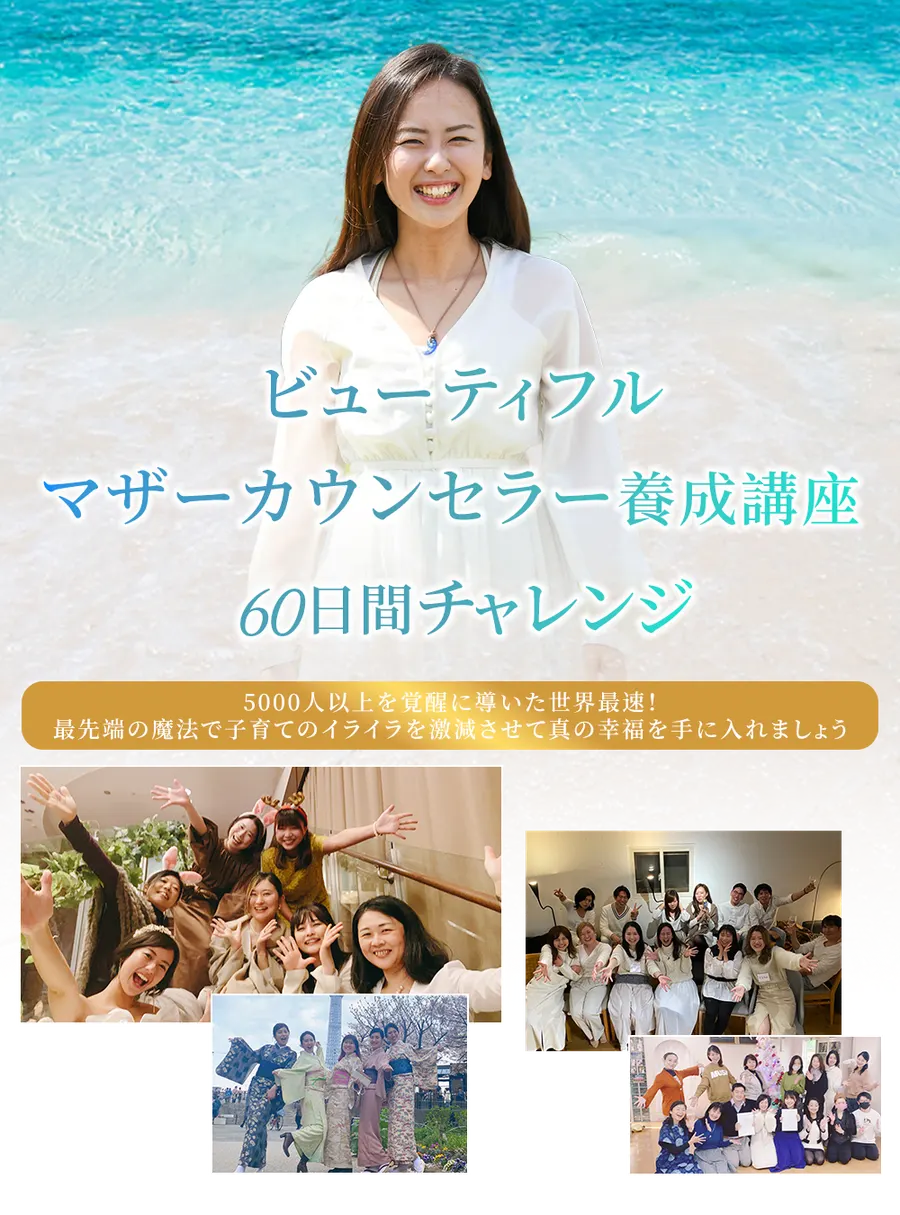 ビューティフル
マザーカウンセラー養成講座
60日間チャレンジ
5000人以上を覚醒に導いた世界最速!
最先端の魔法で子育てのイライラを激減させて真の幸福を手に入れましょう